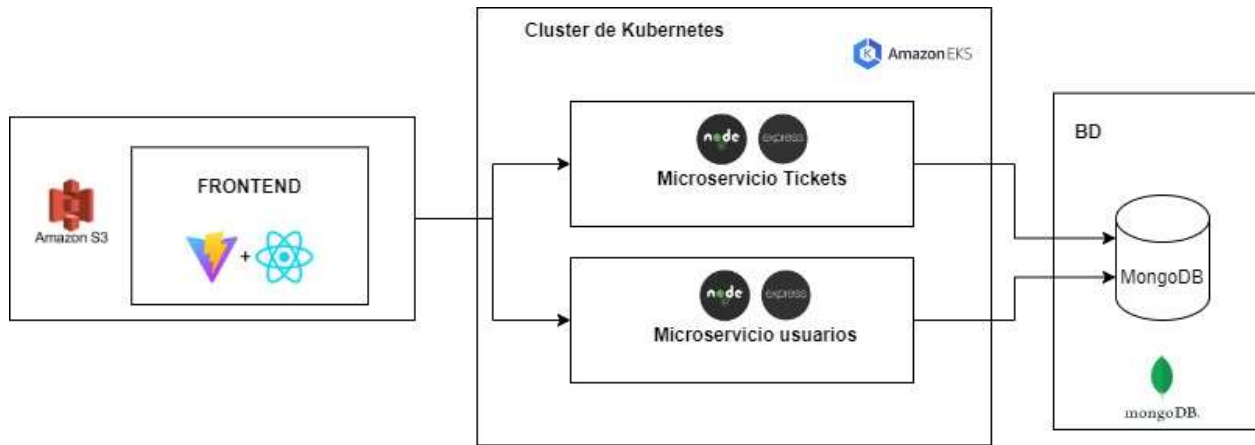 Cluster de Kubernetes
Amazon EKS
node
express
Microservicio Tickets
BD
FRONTEND
Amazon S3
+
node
express
Microservicio usuarios
MongoDB
mongoDB.